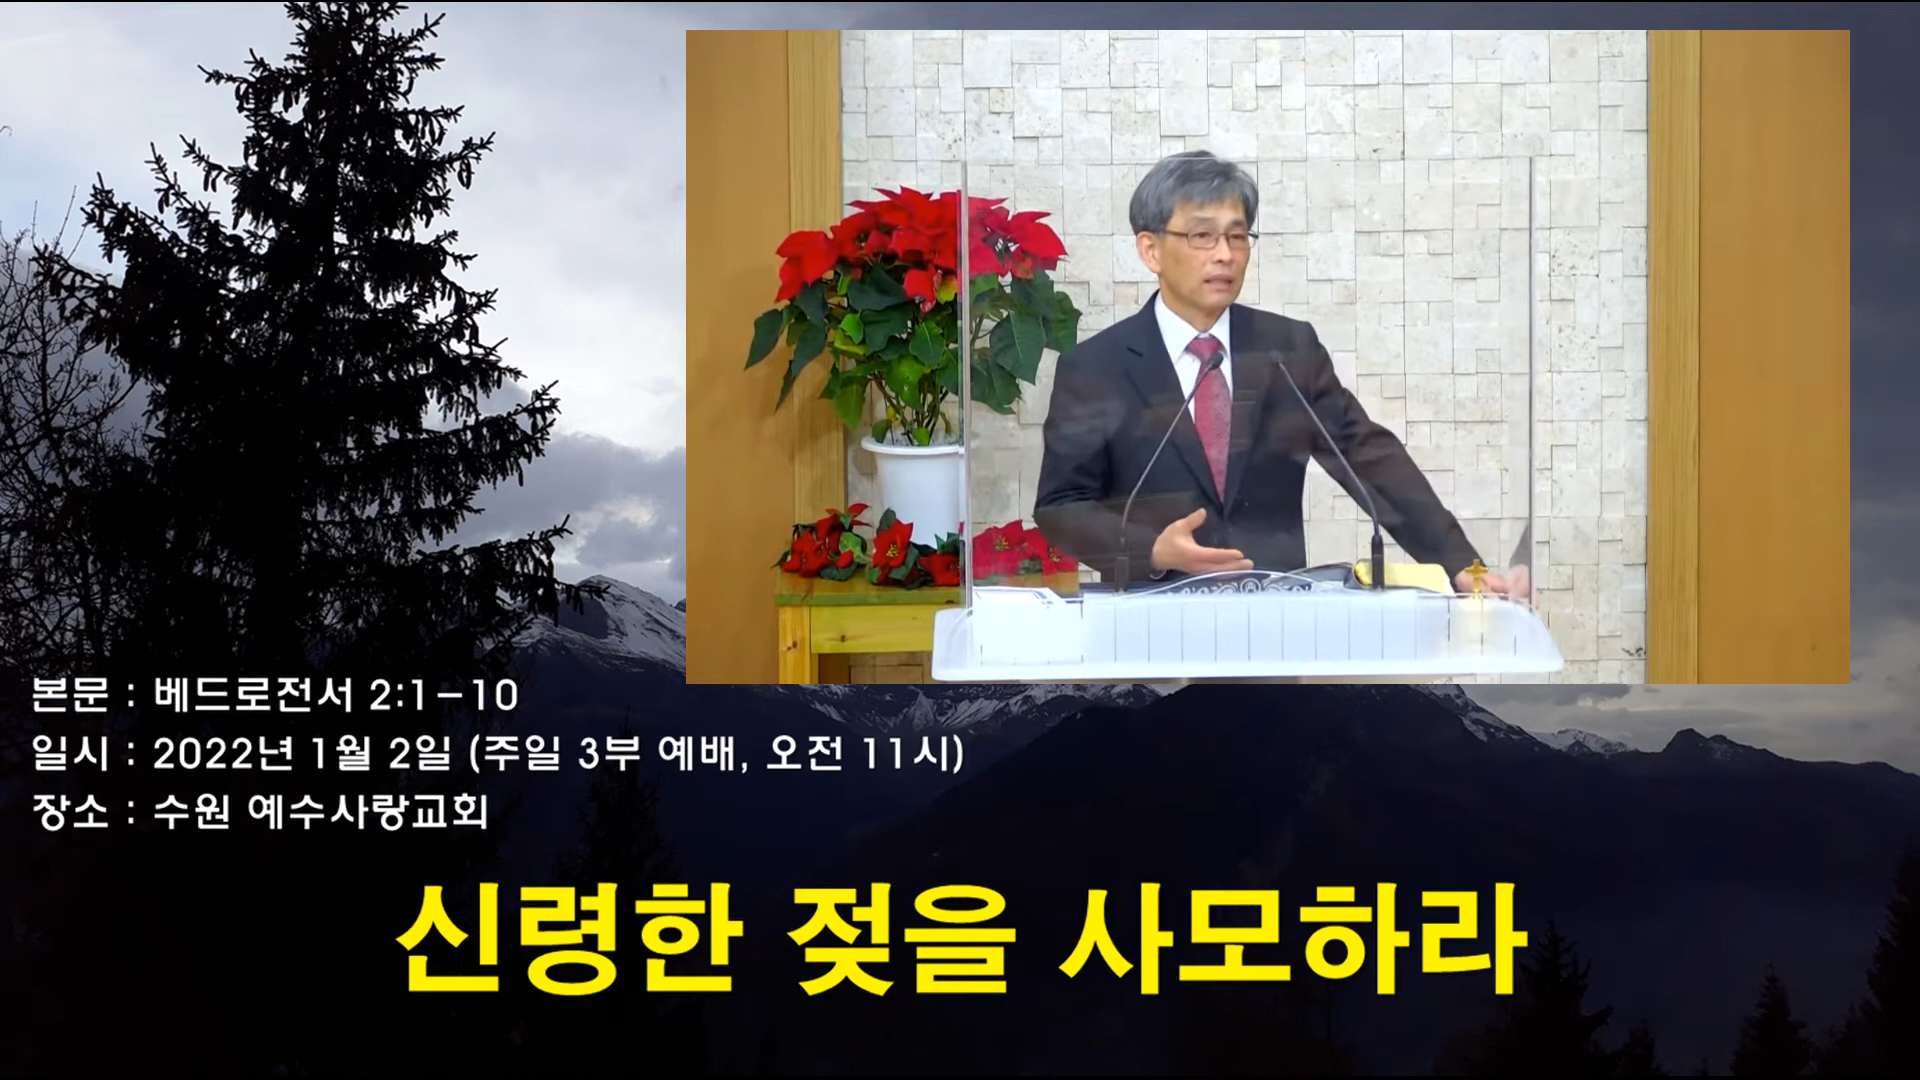 본문 : 베드로전서 2:1-10
일시 : 2022년 1월 2일 (주일 3부 예배, 오전 11시)
장소 : 수원 예수사랑교회
신령한 젖을 사모하라